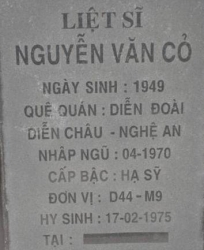 LIỆT SĨ
NGUYỄN VĂN CỎ
NGÀY SINH : 1949
QUÊ QUÁN : DIỄN ĐOÀI
DIỄN CHÂU - NGHỆ AN
NHẬP NGŨ : 04-1970
CẤP BẬC : HẠ SỸ
ĐƠN VỊ : D44 - M9
HY SINH : 17-02-1975
TẠI :